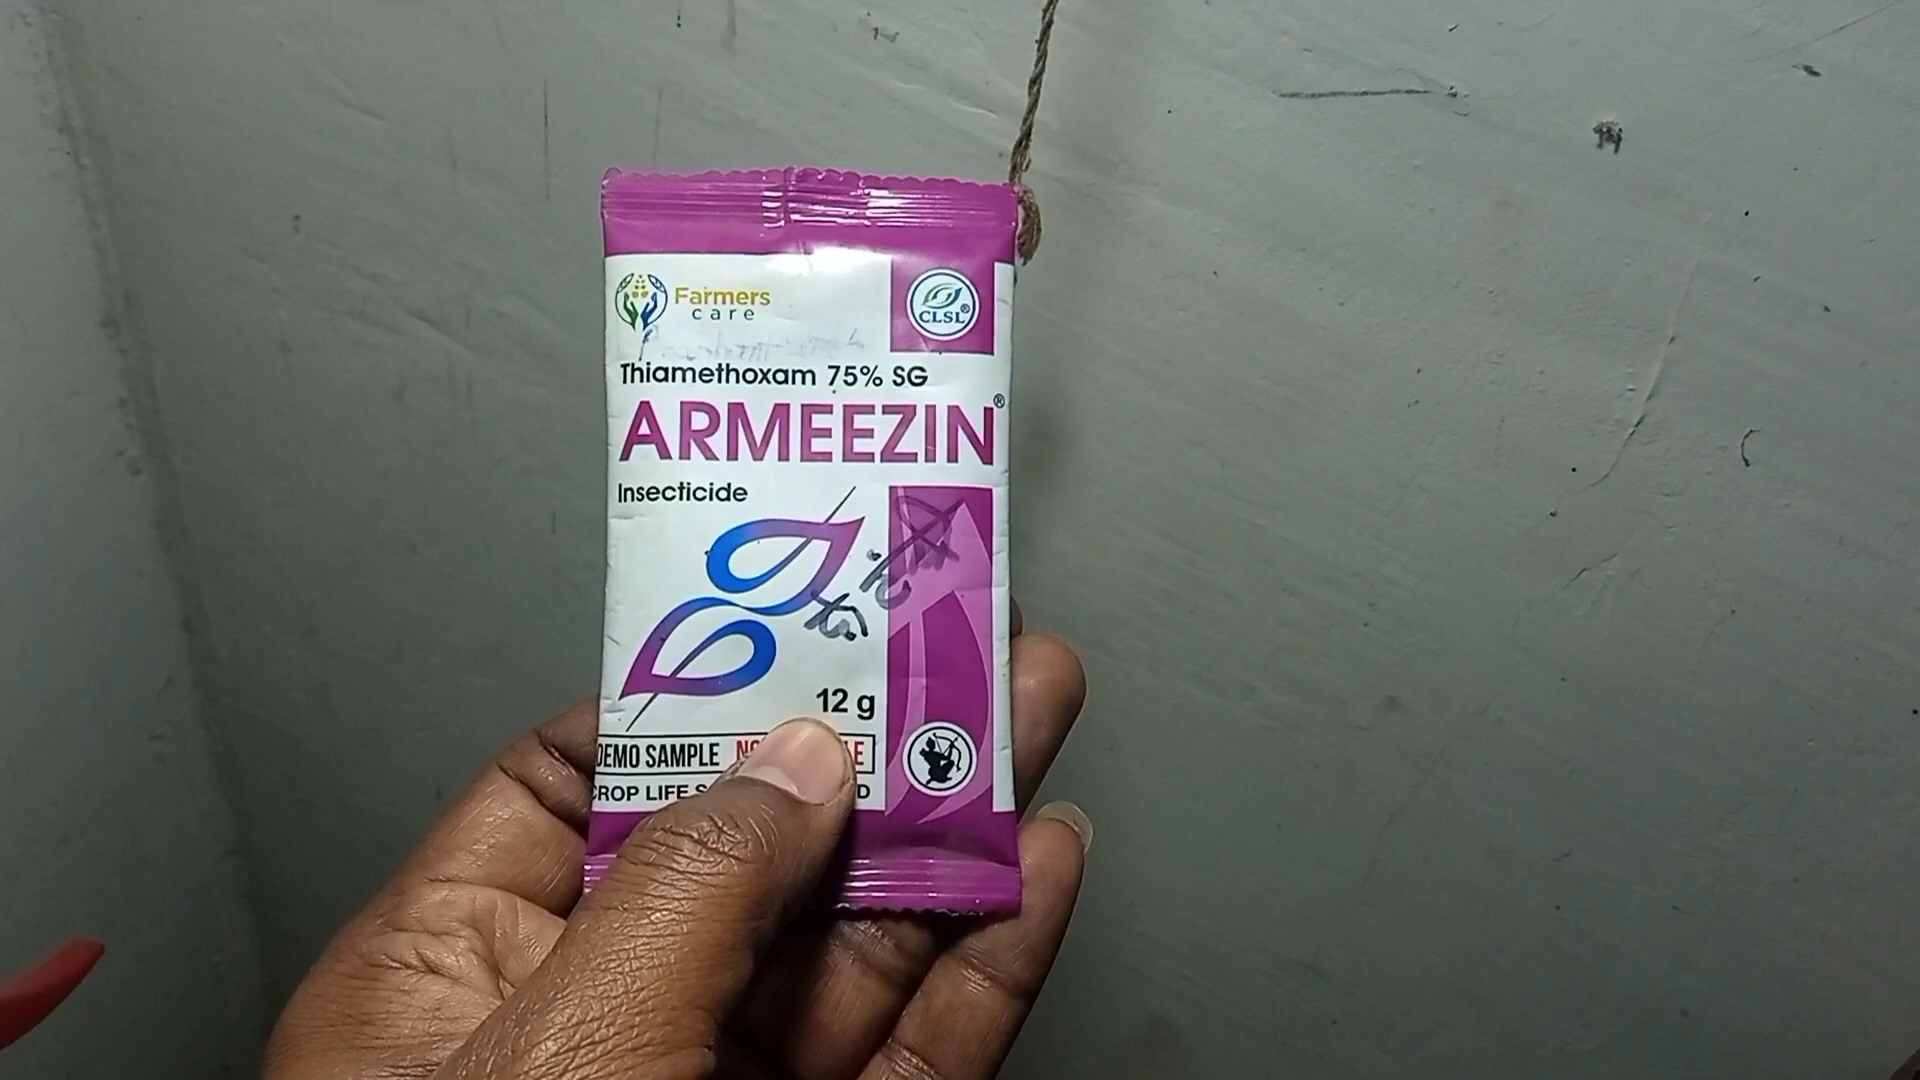 Farmers
care
CLSL®
Thiamethoxam 75% SG
ARMEEZIN®
Insecticide
12 g
DEMO SAMPLE
CROP LIFE